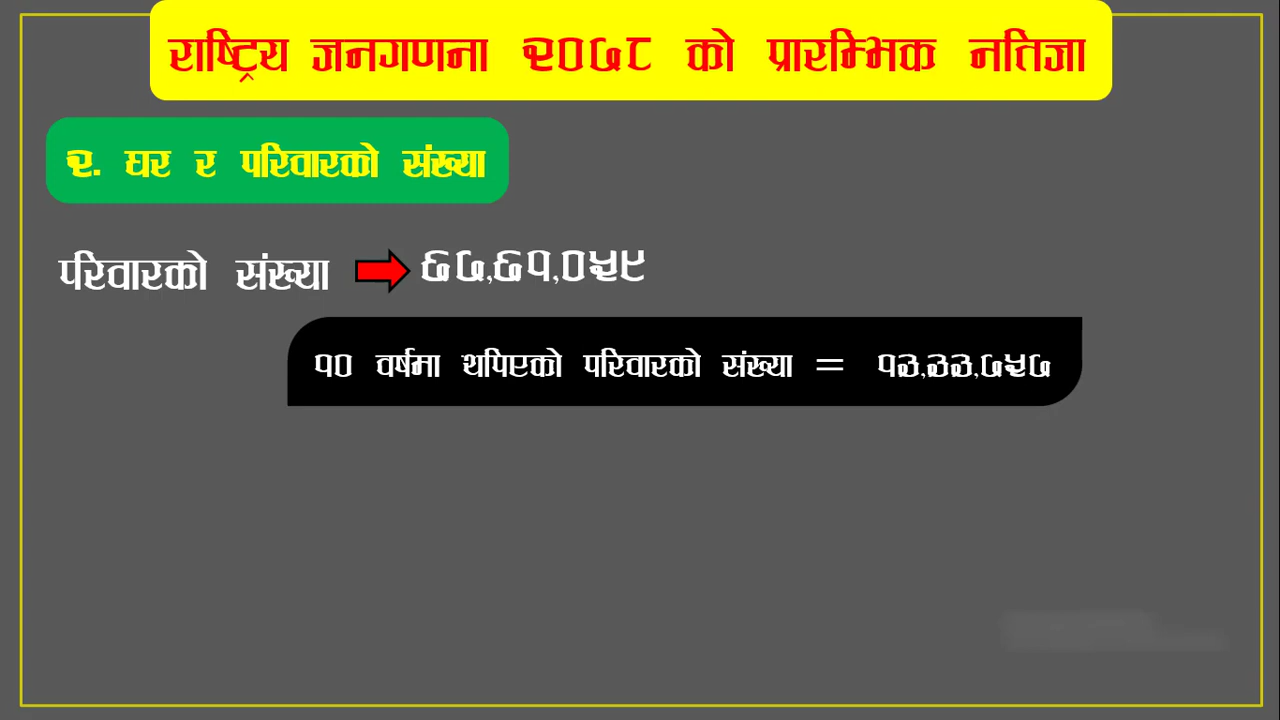 राष्ट्रिय जनगणना २०७८ को प्रारम्भिक नतिजा
२. घर र परिवारको संख्या
परिवारको संख्या ६७,६१,०५९
१० वर्षमा थपिएको परिवारको संख्या = १३,३३,७५७